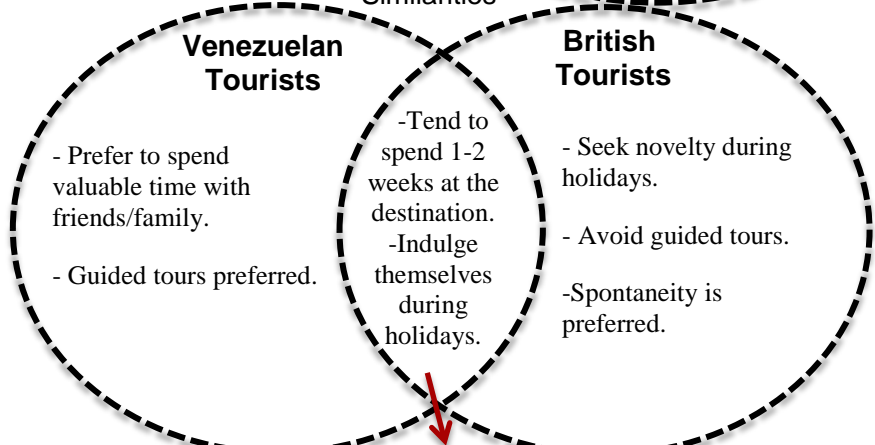 Similarities
Venezuelan
Tourists
- Prefer to spend
valuable time with
friends/family.
- Guided tours preferred.
-Tend to
spend 1-2
weeks at the
destination.
-Indulge
themselves
during
holidays.
British
Tourists
- Seek novelty during
holidays.
- Avoid guided tours.
-Spontaneity is
preferred.